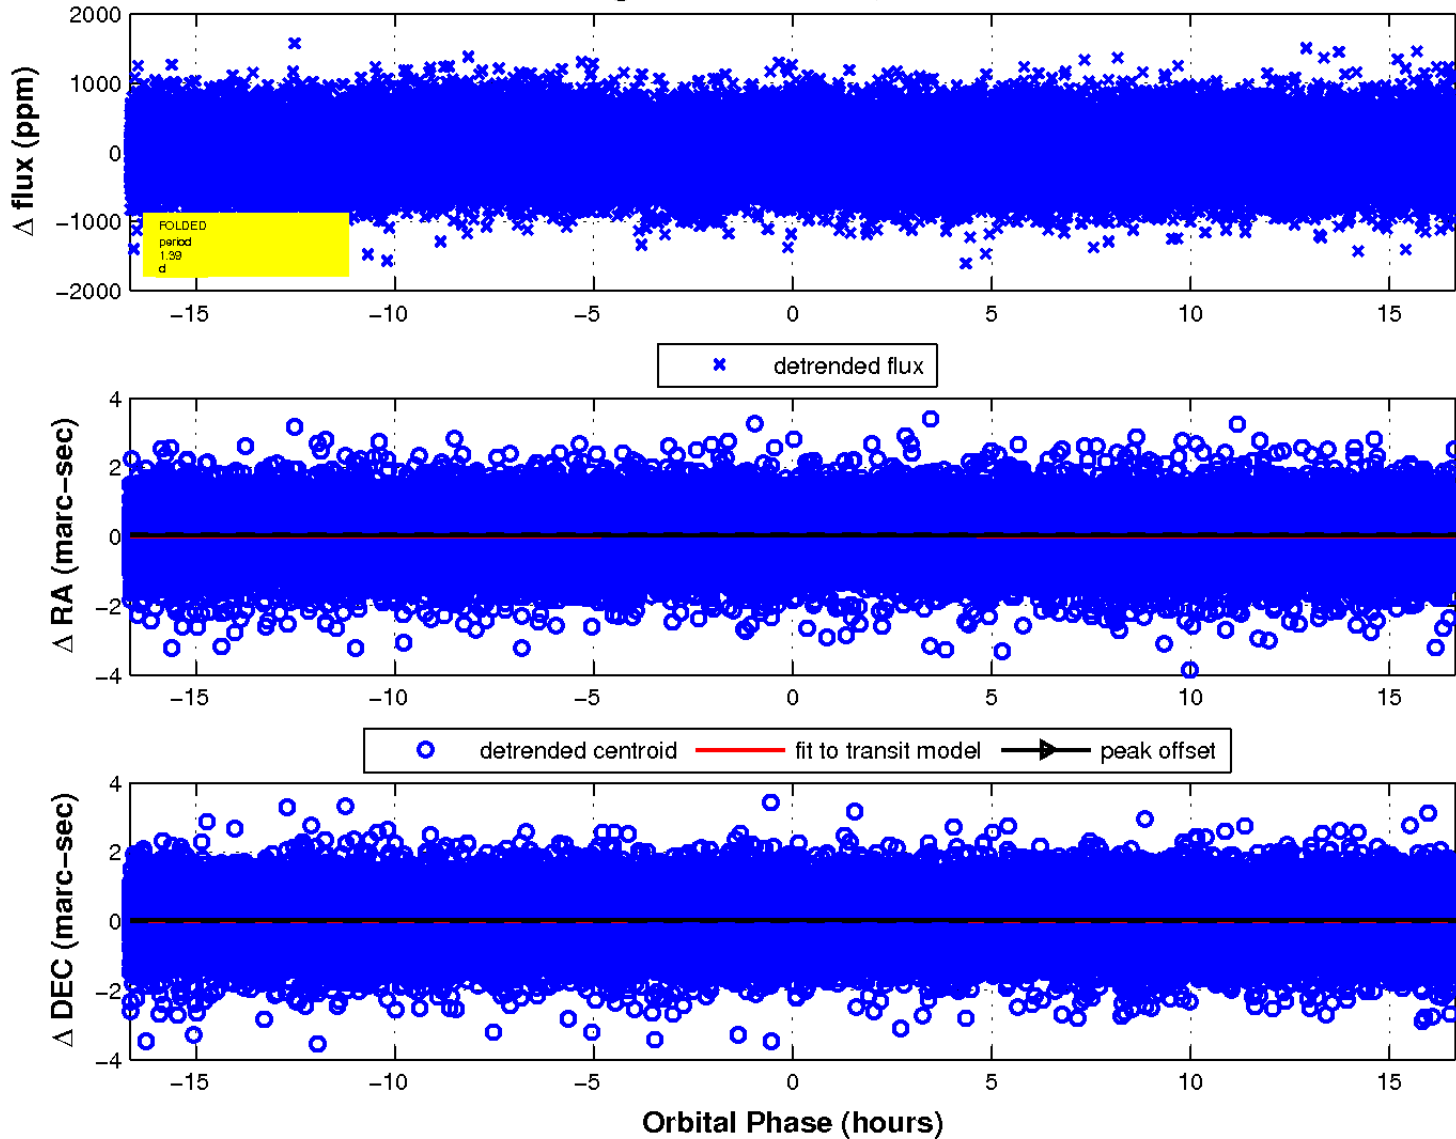 2000
1000
0
−1000
−2000
Δ flux (ppm)
FOLDED
period
1.39
d
−15 −10 −5 0 5 10 15
detrended flux
4
2
0
−2
−4
Δ RA (marc−sec)
−15 −10 −5 0 5 10 15
detrended centroid fit to transit model peak offset
4
2
0
−2
−4
Δ DEC (marc−sec)
−15 −10 −5 0 5 10 15
Orbital Phase (hours)